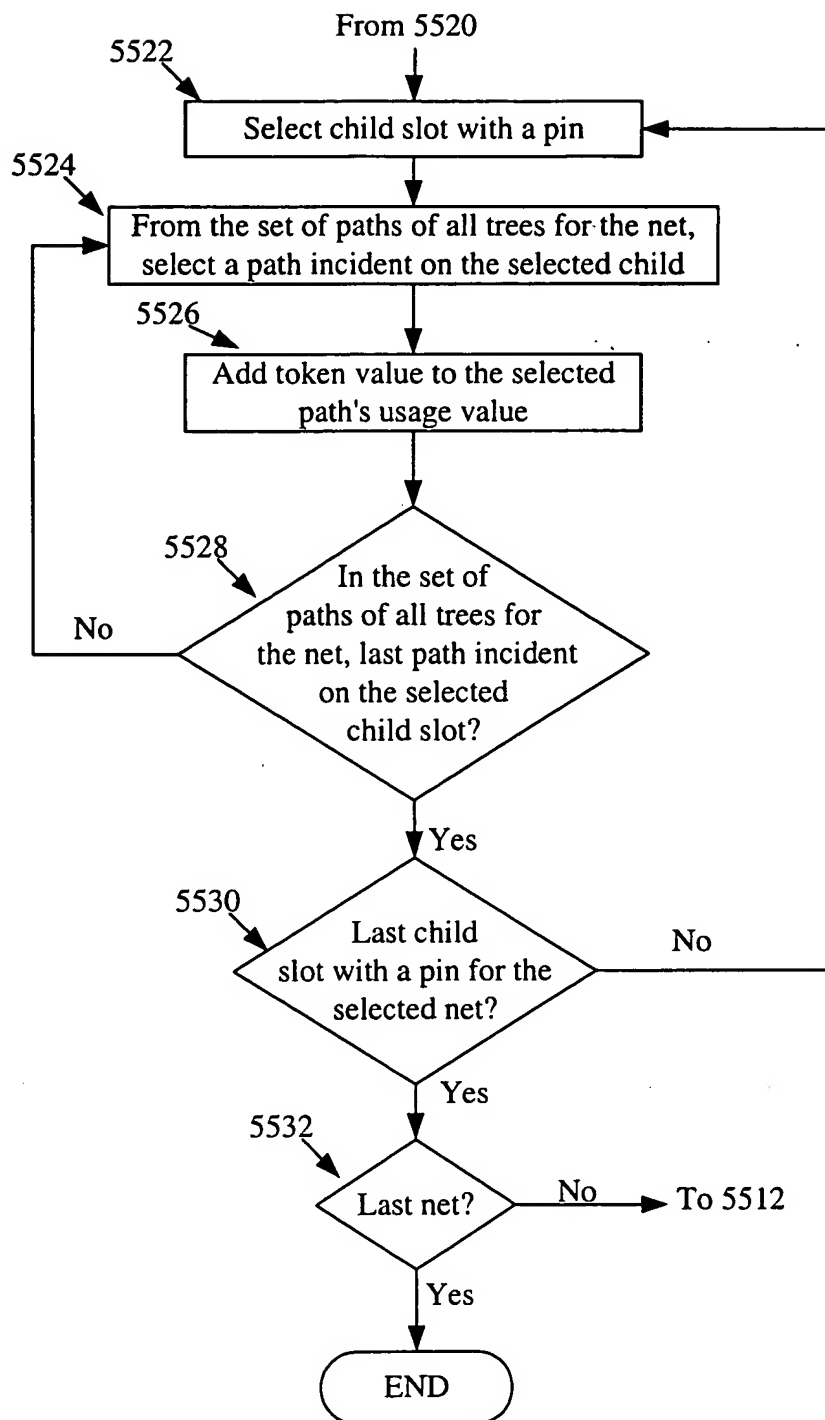 From 5520
5522
Select child slot with a pin
5524
From the set of paths of all trees for the net,
select a path incident on the selected child
5526
Add token value to the selected
path's usage value
5528
In the set of
paths of all trees for
the net, last path incident
on the selected
child slot?
No
Yes
5530
Last child
slot with a pin for the
selected net?
No
Yes
5532
Last net?
No
To 5512
Yes
END